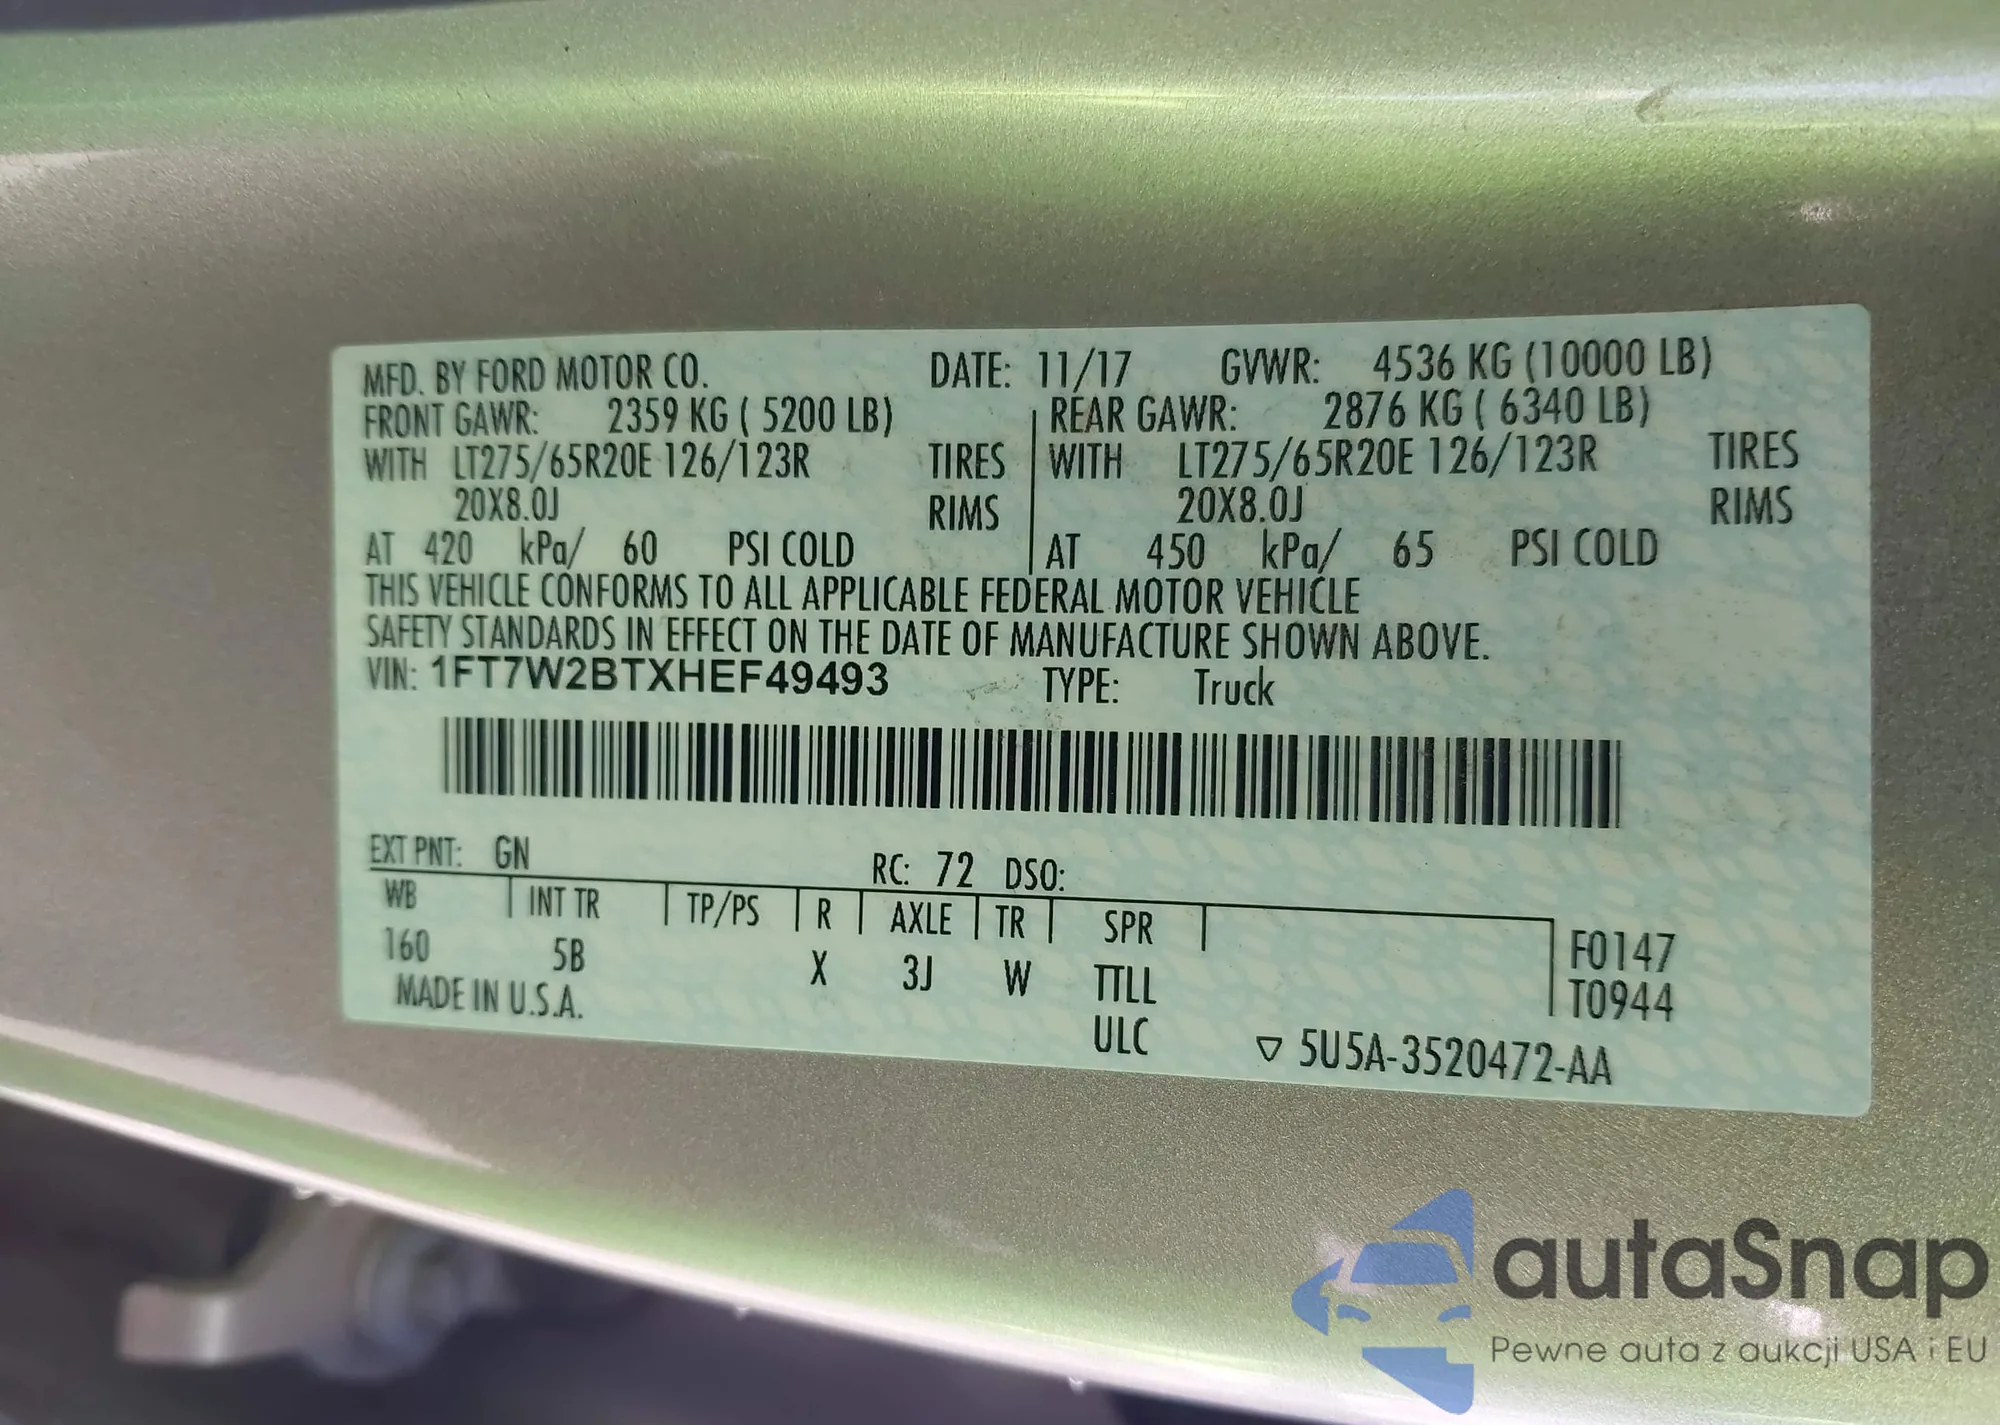 MFD. BY FORD MOTOR CO. DATE: 11/17 GVWR: 4536 KG (10000 LB)
FRONT GAWR: 2359 KG ( 5200 LB) REAR GAWR: 2876 KG ( 6340 LB)
WITH LT275/65R20E 126/123R TIRES WITH LT275/65R20E 126/123R TIRES
20X8.0J RIMS 20X8.0J RIMS
AT 420 kPa/ 60 PSI COLD AT 450 kPa/ 65 PSI COLD
THIS VEHICLE CONFORMS TO ALL APPLICABLE FEDERAL MOTOR VEHICLE
SAFETY STANDARDS IN EFFECT ON THE DATE OF MANUFACTURE SHOWN ABOVE.
VIN: 1FT7W2BTXHEF49493 TYPE: Truck
EXT PNT: GN RC: 72 DSO:
WB INT TR TP/PS R AXLE TR SPR
160 5B X 3J W TTLL F0147
MADE IN U.S.A. ULC T0944
▽ 5U5A-3520472-AA
autaSnap
Pewne auta z aukcji USA i EU